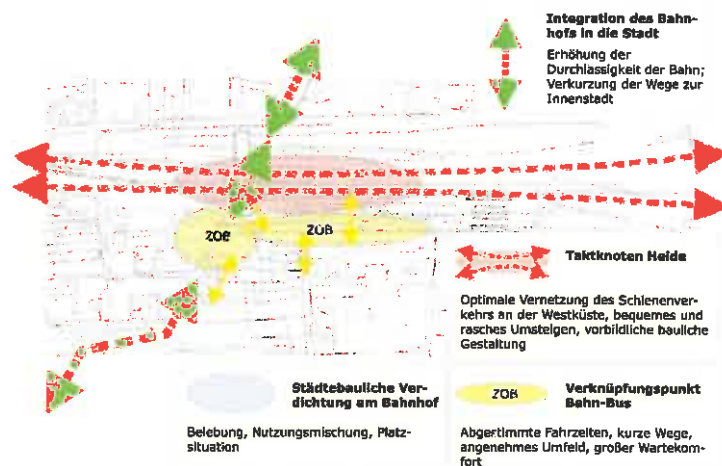 Integration des Bahn-
hofs in die Stadt
Erhöhung der
Durchlassigkeit der Bahn;
Verkurzung der Wege zur
Innenstadt
ZOB
ZOB
Taktknoten Heide
Optimale Vernetzung des Schienenver-
kehrs an der Westküste, bequemes und
rasches Umsteigen, vorbildliche bauliche
Gestaltung
Städtebauliche Ver-
dichtung am Bahnhof
Belebung, Nutzungsmischung, Platz-
situation
ZOB
Verknüpfungspunkt
Bahn-Bus
Abgestimmte Fahrzeiten, kurze Wege,
angenehmes Umfeld, großer Wartekom-
fort